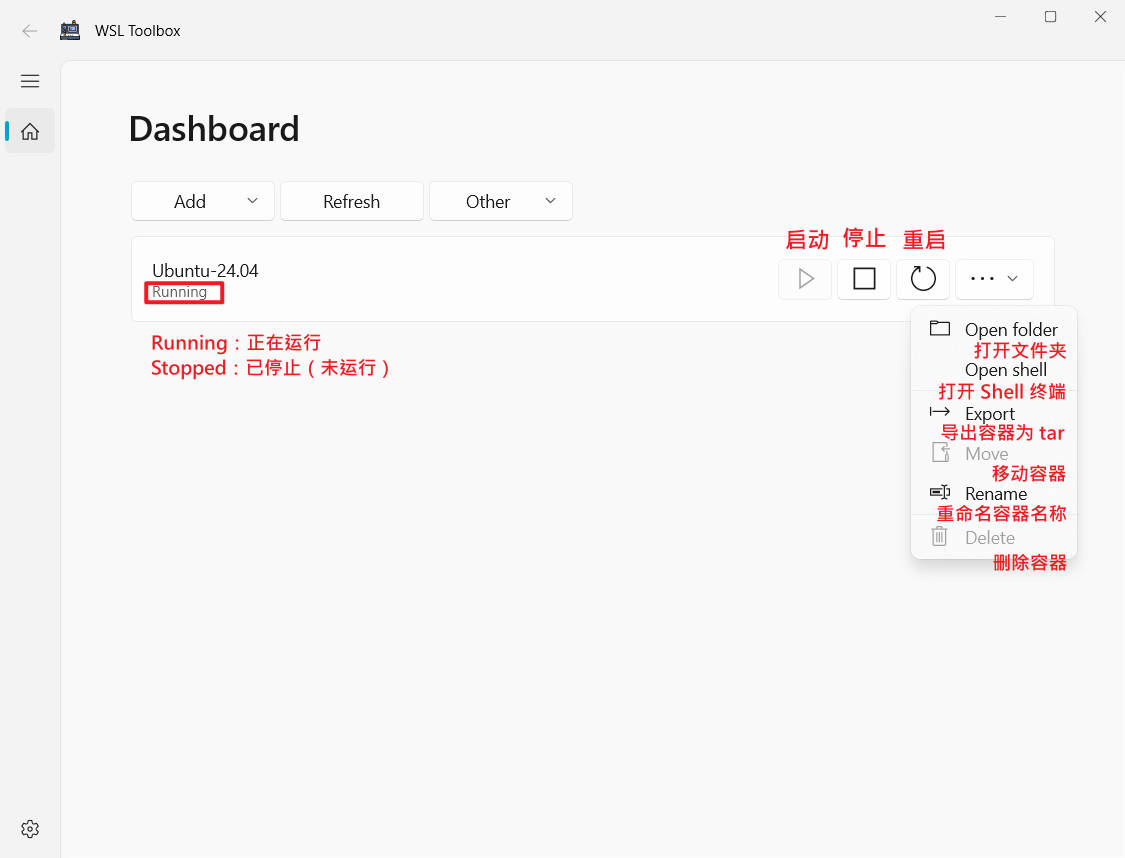 WSL Toolbox
Dashboard
Add
Refresh
Other
启动 停止 重启
Ubuntu-24.04
Running
Running：正在运行
Stopped：已停止（未运行）
Open folder
打开文件夹
Open shell
打开 Shell 终端
Export
导出容器为 tar
Move
移动容器
Rename
重命名容器名称
Delete
删除容器